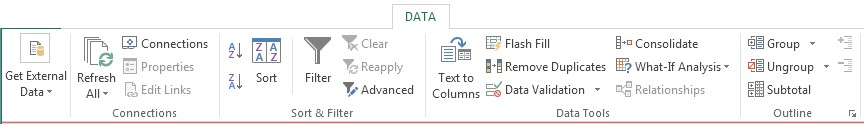 DATA
Get External
Data
Refresh
All
Connections
Properties
Edit Links
Connections
A
Z
Z
A
Z A
A Z
Sort
Filter
Clear
Reapply
Advanced
Sort & Filter
Text to
Columns
Flash Fill
Remove Duplicates
Data Validation
Consolidate
What-If Analysis
Relationships
Data Tools
Group
Ungroup
Subtotal
Outline